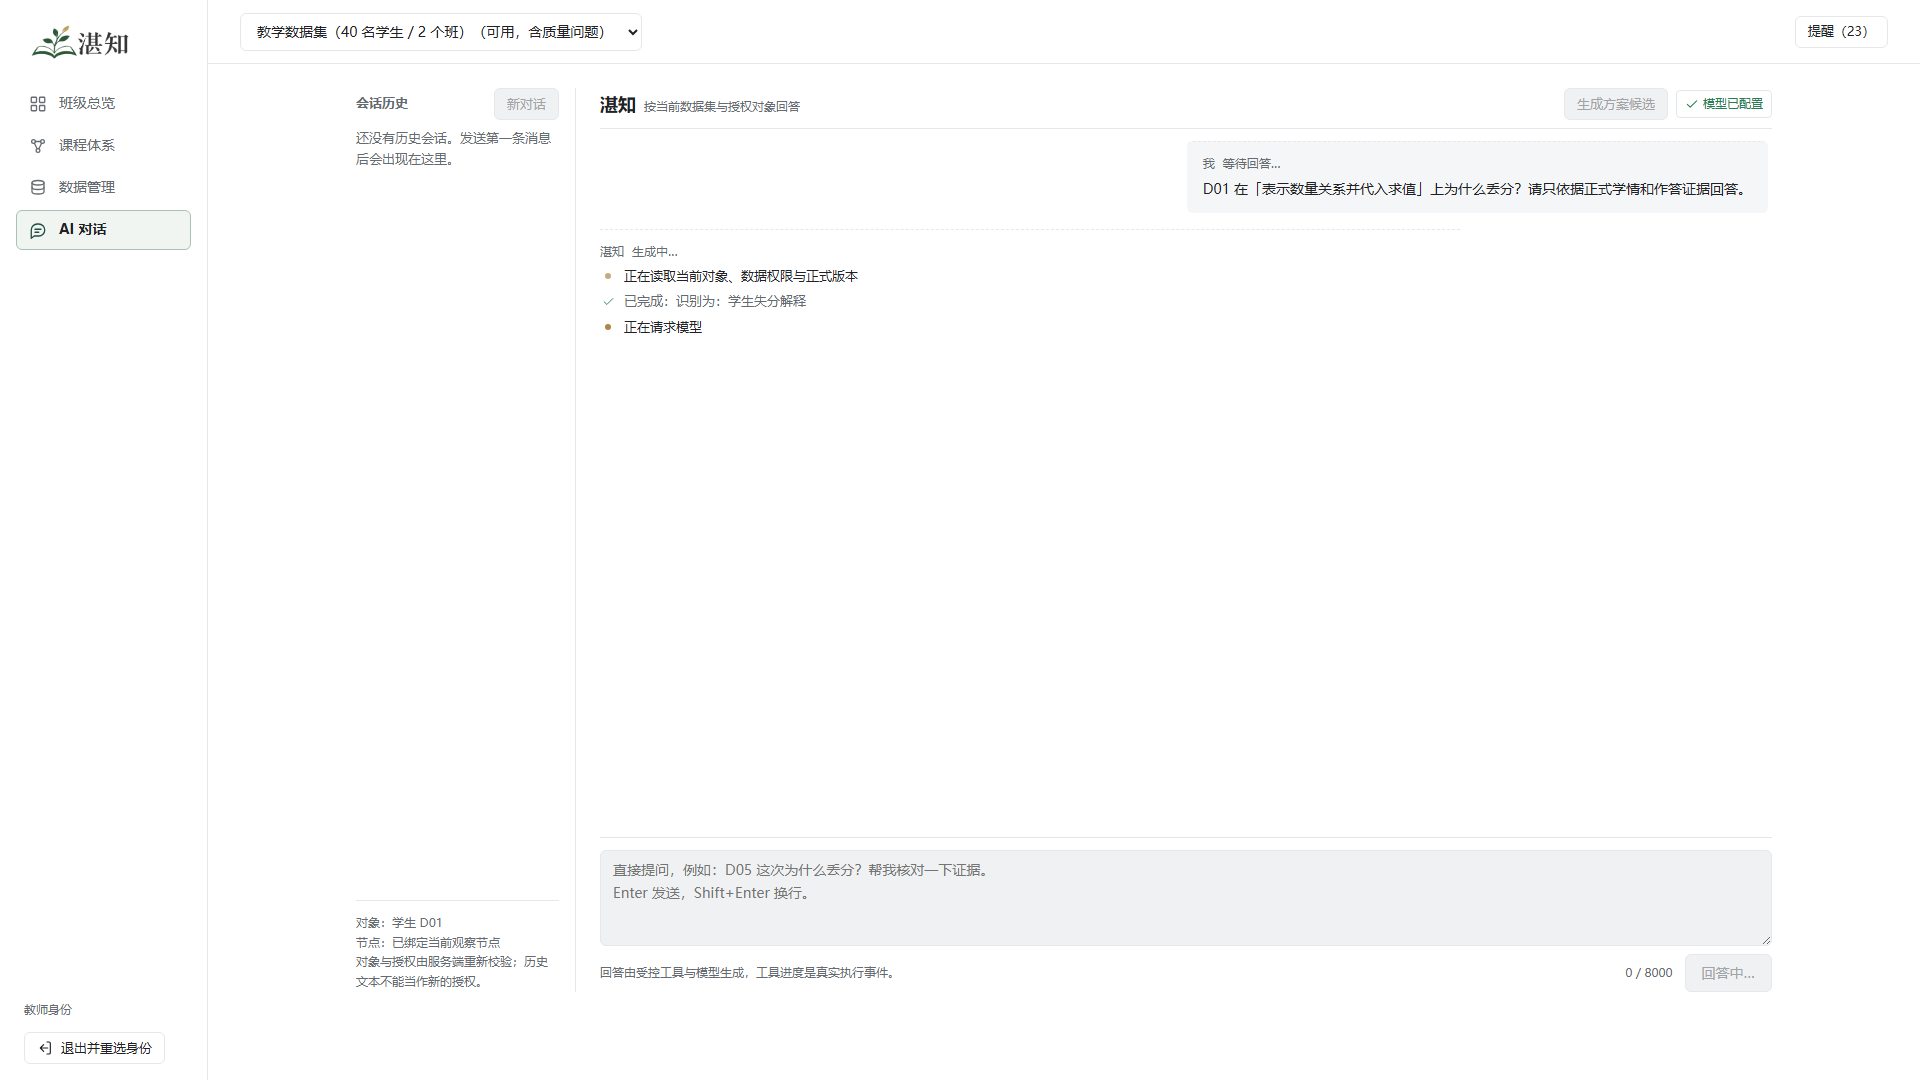 湛知
班级总览
课程体系
数据管理
AI 对话
教师身份
退出并重选身份
教学数据集（40 名学生 / 2 个班）（可用，含质量问题）
提醒（23）
会话历史
新对话
还没有历史会话。发送第一条消息
后会出现在这里。
对象：学生 D01
节点：已绑定当前观察节点
对象与授权由服务端重新校验；历史
文本不能当作新的授权。
湛知 按当前数据集与授权对象回答
生成方案候选
模型已配置
我 等待回答...
D01 在「表示数量关系并代入求值」上为什么丢分？请只依据正式学情和作答证据回答。
湛知 生成中...
正在读取当前对象、数据权限与正式版本
已完成：识别为：学生失分解释
正在请求模型
直接提问，例如：D05 这次为什么丢分？帮我核对一下证据。
Enter 发送，Shift+Enter 换行。
回答由受控工具与模型生成，工具进度是真实执行事件。
0 / 8000
回答中...